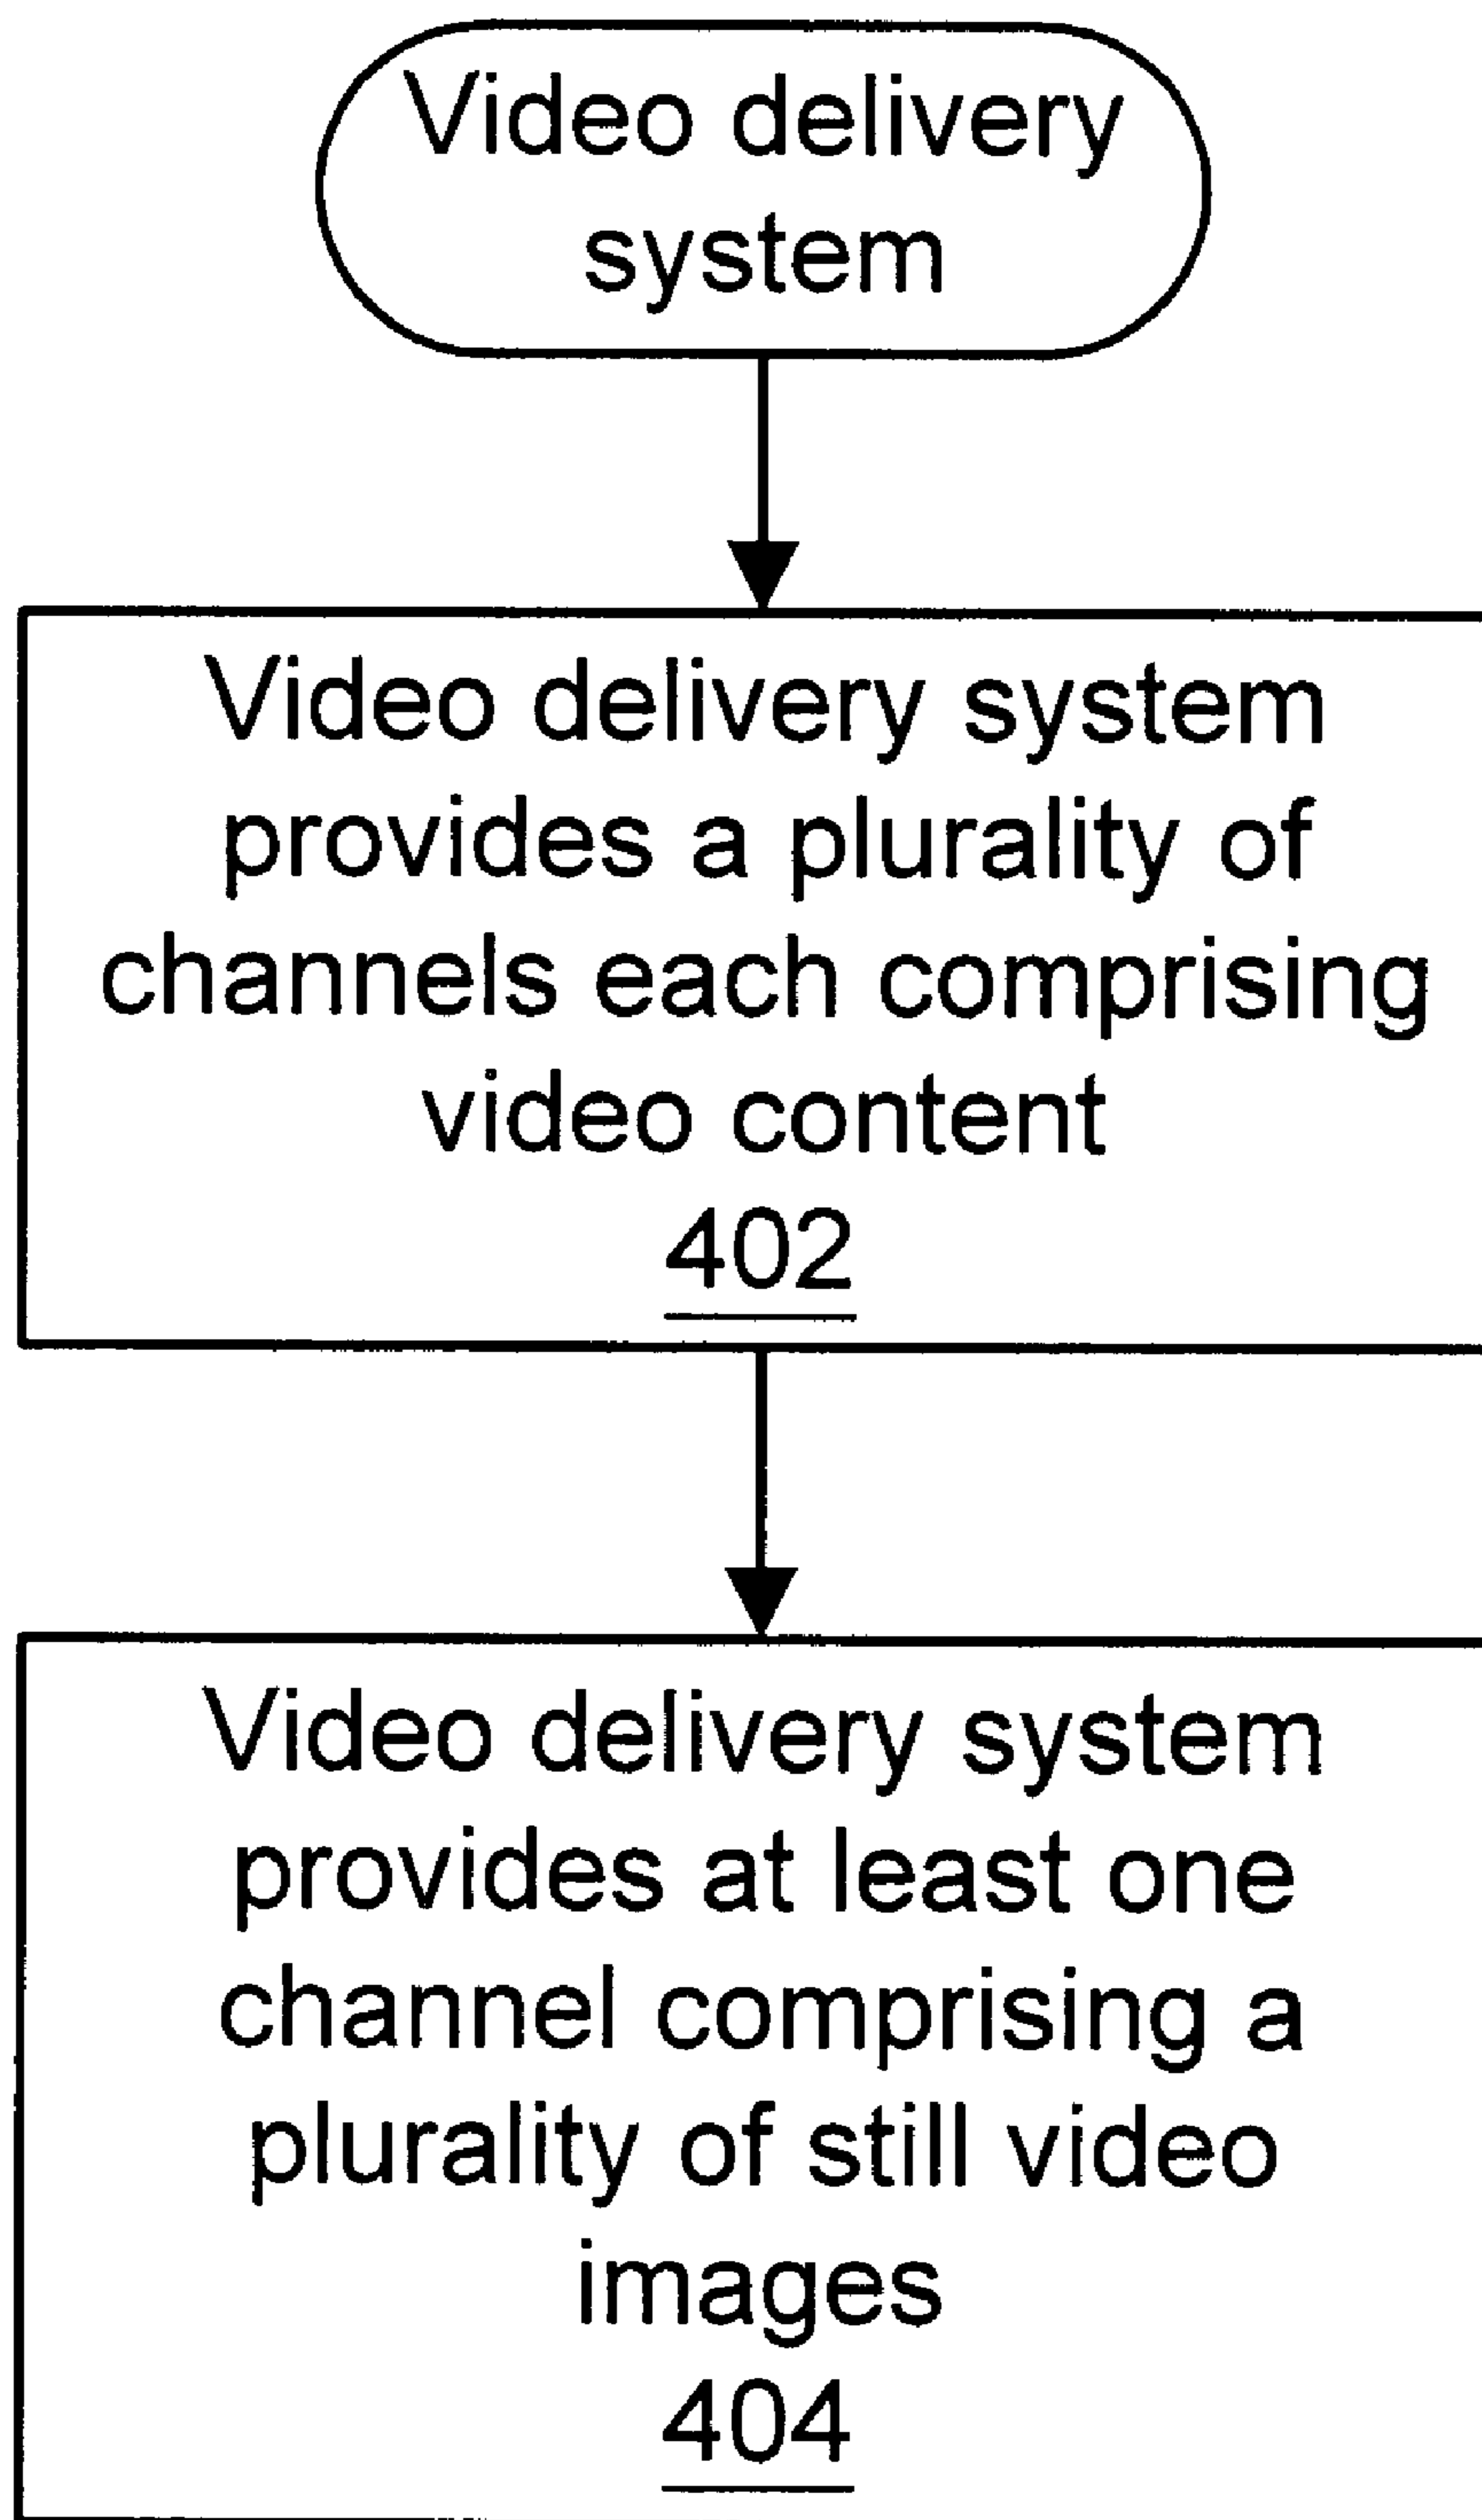 Video delivery
system
Video delivery system
provides a plurality of
channels each comprising
video content
402
Video delivery system
provides at least one
channel comprising a
plurality of still video
images
404